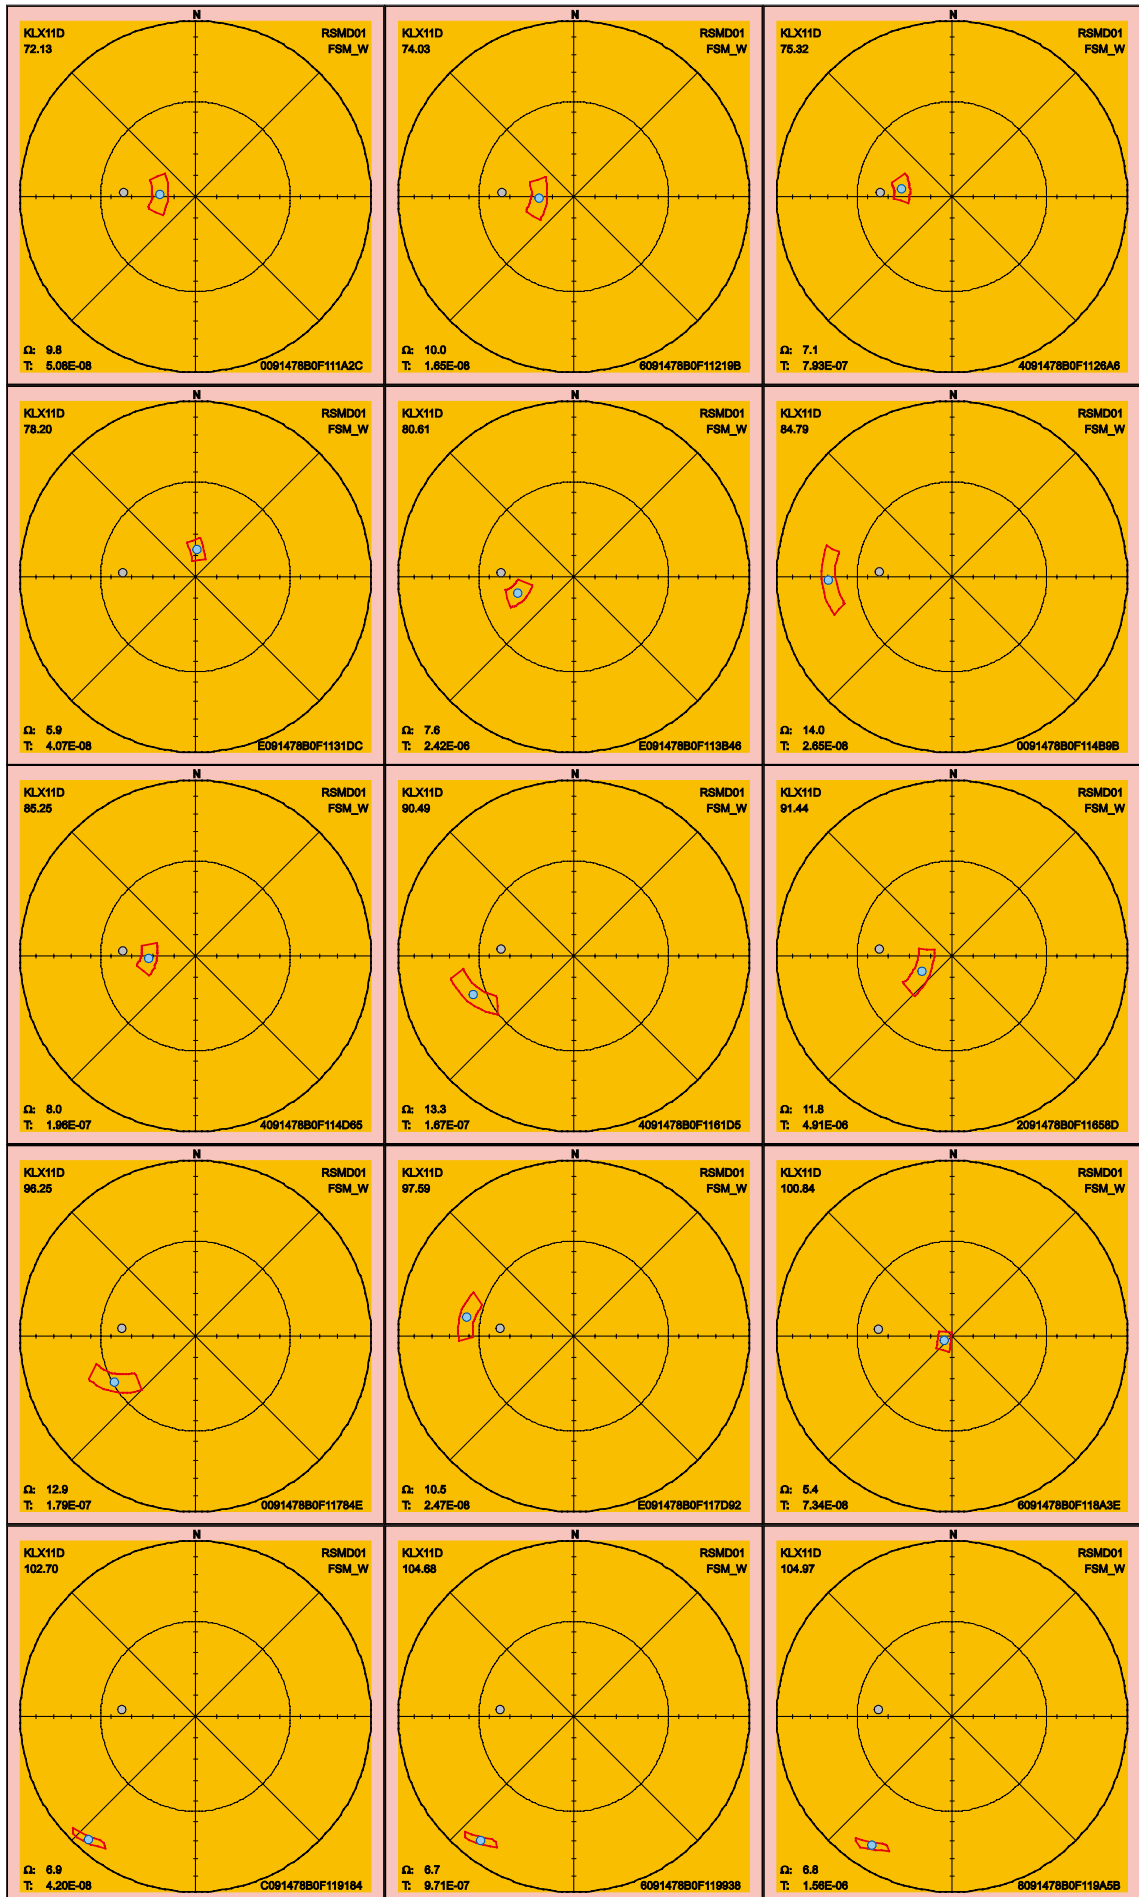 N
KLX11D RSMD01
72.13 FSM_W
Ω: 9.8
T: 5.08E-08 0091478B0F111A2C
N
KLX11D RSMD01
74.03 FSM_W
Ω: 10.0
T: 1.65E-08 6091478B0F11219B
N
KLX11D RSMD01
75.32 FSM_W
Ω: 7.1
T: 7.93E-07 4091478B0F1126A6
N
KLX11D RSMD01
78.20 FSM_W
Ω: 5.9
T: 4.07E-08 E091478B0F1131DC
N
KLX11D RSMD01
80.61 FSM_W
Ω: 7.6
T: 2.42E-06 E091478B0F113B46
N
KLX11D RSMD01
84.79 FSM_W
Ω: 14.0
T: 2.65E-08 0091478B0F114B9B
N
KLX11D RSMD01
85.25 FSM_W
Ω: 8.0
T: 1.96E-07 4091478B0F114D65
N
KLX11D RSMD01
90.49 FSM_W
Ω: 13.3
T: 1.67E-07 4091478B0F1161D5
N
KLX11D RSMD01
91.44 FSM_W
Ω: 11.8
T: 4.91E-06 2091478B0F11658D
N
KLX11D RSMD01
96.25 FSM_W
Ω: 12.9
T: 1.79E-07 0091478B0F11784E
N
KLX11D RSMD01
97.59 FSM_W
Ω: 10.5
T: 2.47E-08 E091478B0F117D92
N
KLX11D RSMD01
100.84 FSM_W
Ω: 5.4
T: 7.34E-08 6091478B0F118A3E
N
KLX11D RSMD01
102.70 FSM_W
Ω: 6.9
T: 4.20E-08 C091478B0F119184
N
KLX11D RSMD01
104.68 FSM_W
Ω: 6.7
T: 9.71E-07 6091478B0F119938
N
KLX11D RSMD01
104.97 FSM_W
Ω: 6.8
T: 1.56E-06 8091478B0F119A5B